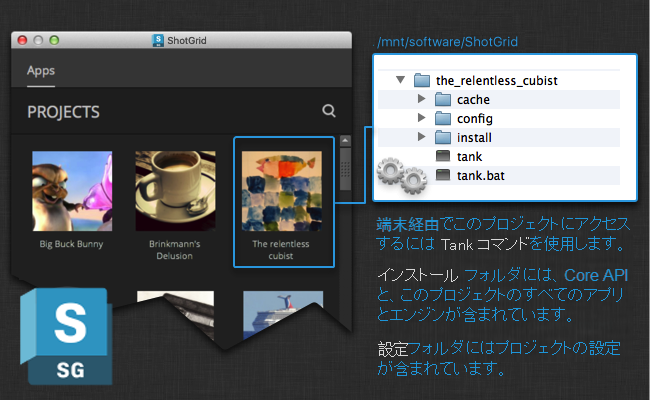 ShotGrid
Apps
PROJECTS
Big Buck Bunny
Brinkmann's
Delusion
The relentless
cubist
S
SG
/mnt/software/ShotGrid
the_relentless_cubist
cache
config
install
tank
tank.bat
端末経由でこのプロジェクトにアクセス
するには Tank コマンドを使用します。
インストール フォルダには、Core API
と、このプロジェクトのすべてのアプリ
とエンジンが含まれています。
設定フォルダにはプロジェクトの設定
が含まれています。